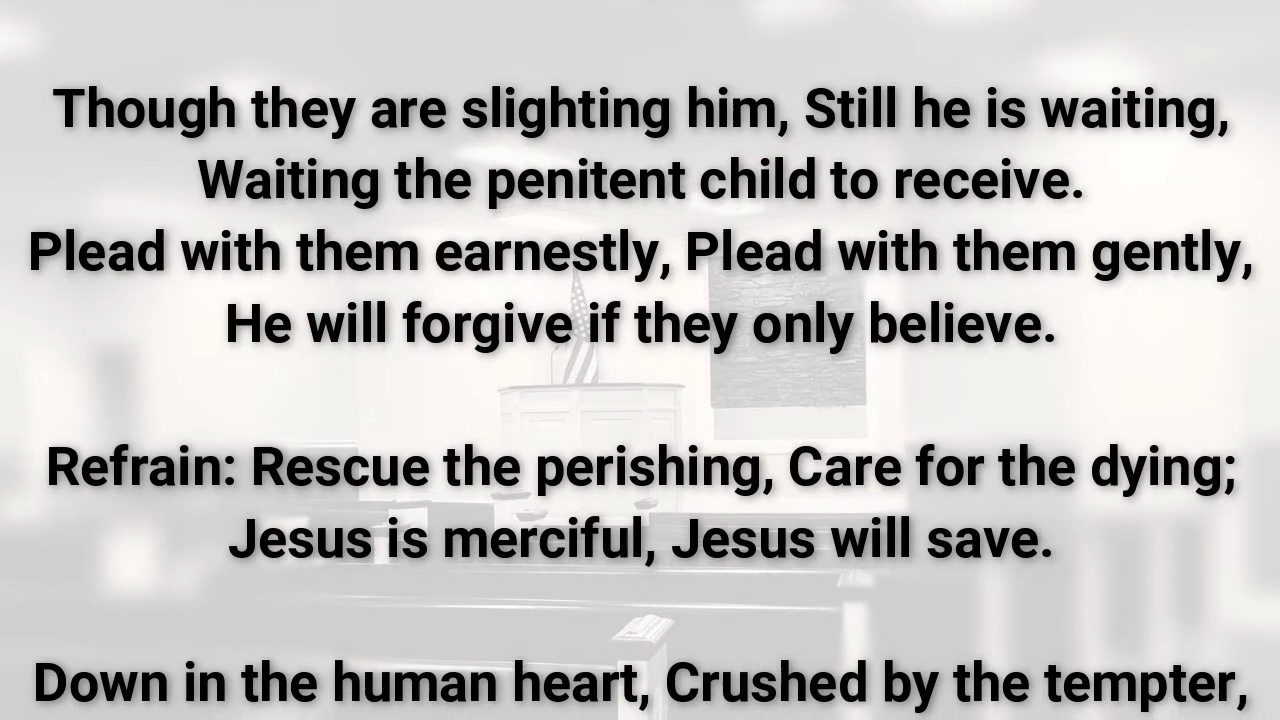 Though they are slighting him, Still he is waiting,
Waiting the penitent child to receive.
Plead with them earnestly, Plead with them gently,
He will forgive if they only believe.
Refrain: Rescue the perishing, Care for the dying;
Jesus is merciful, Jesus will save.
Down in the human heart, Crushed by the tempter,